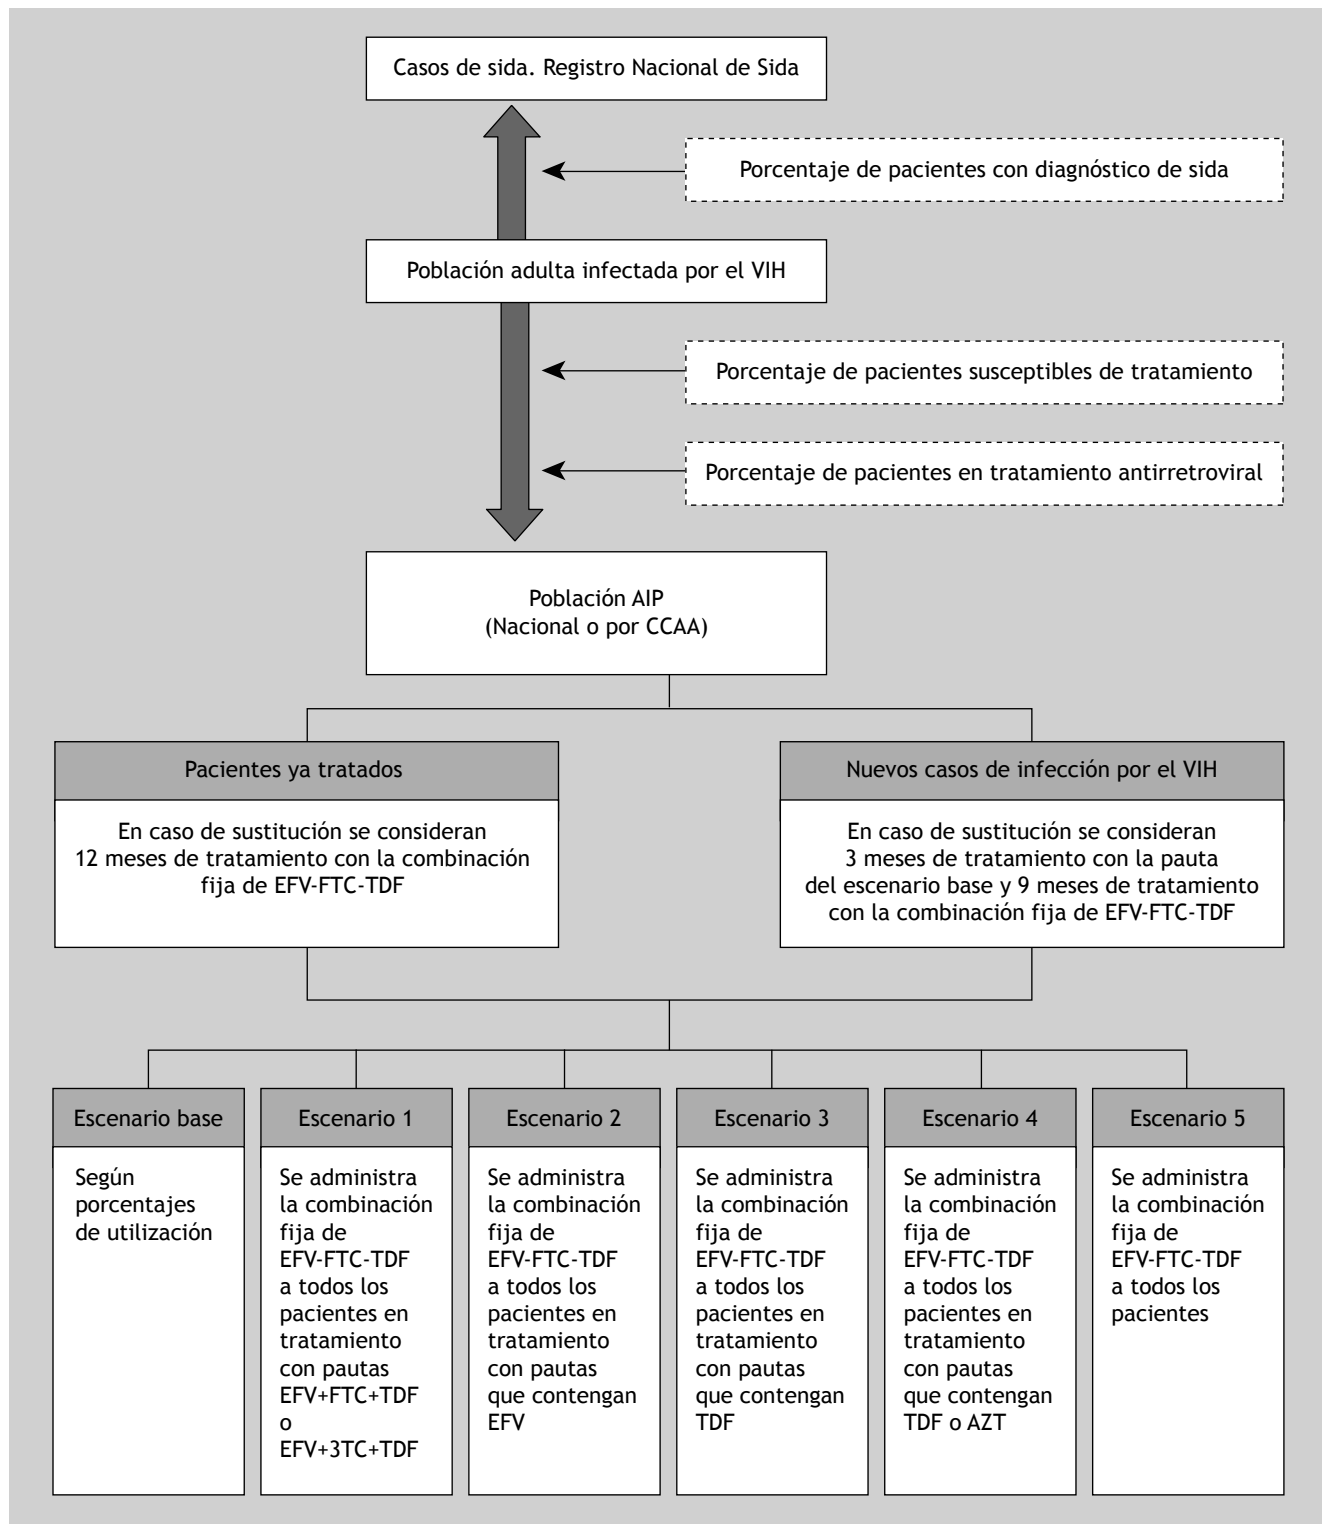 Casos de sida. Registro Nacional de Sida
Porcentaje de pacientes con diagnóstico de sida
Población adulta infectada por el VIH
Porcentaje de pacientes susceptibles de tratamiento
Porcentaje de pacientes en tratamiento antirretroviral
Población AIP
(Nacional o por CCAA)
Pacientes ya tratados
En caso de sustitución se consideran
12 meses de tratamiento con la combinación
fija de EFV-FTC-TDF
Nuevos casos de infección por el VIH
En caso de sustitución se consideran
3 meses de tratamiento con la pauta
del escenario base y 9 meses de tratamiento
con la combinación fija de EFV-FTC-TDF
Escenario base
Según
porcentajes
de utilización
Escenario 1
Se administra
la combinación
fija de
EFV-FTC-TDF
a todos los
pacientes en
tratamiento
con pautas
EFV+FTC+TDF
o
EFV+3TC+TDF
Escenario 2
Se administra
la combinación
fija de
EFV-FTC-TDF
a todos los
pacientes en
tratamiento
con pautas
que contengan
EFV
Escenario 3
Se administra
la combinación
fija de
EFV-FTC-TDF
a todos los
pacientes en
tratamiento
con pautas
que contengan
TDF
Escenario 4
Se administra
la combinación
fija de
EFV-FTC-TDF
a todos los
pacientes en
tratamiento
con pautas
que contengan
TDF o AZT
Escenario 5
Se administra
la combinación
fija de
EFV-FTC-TDF
a todos los
pacientes